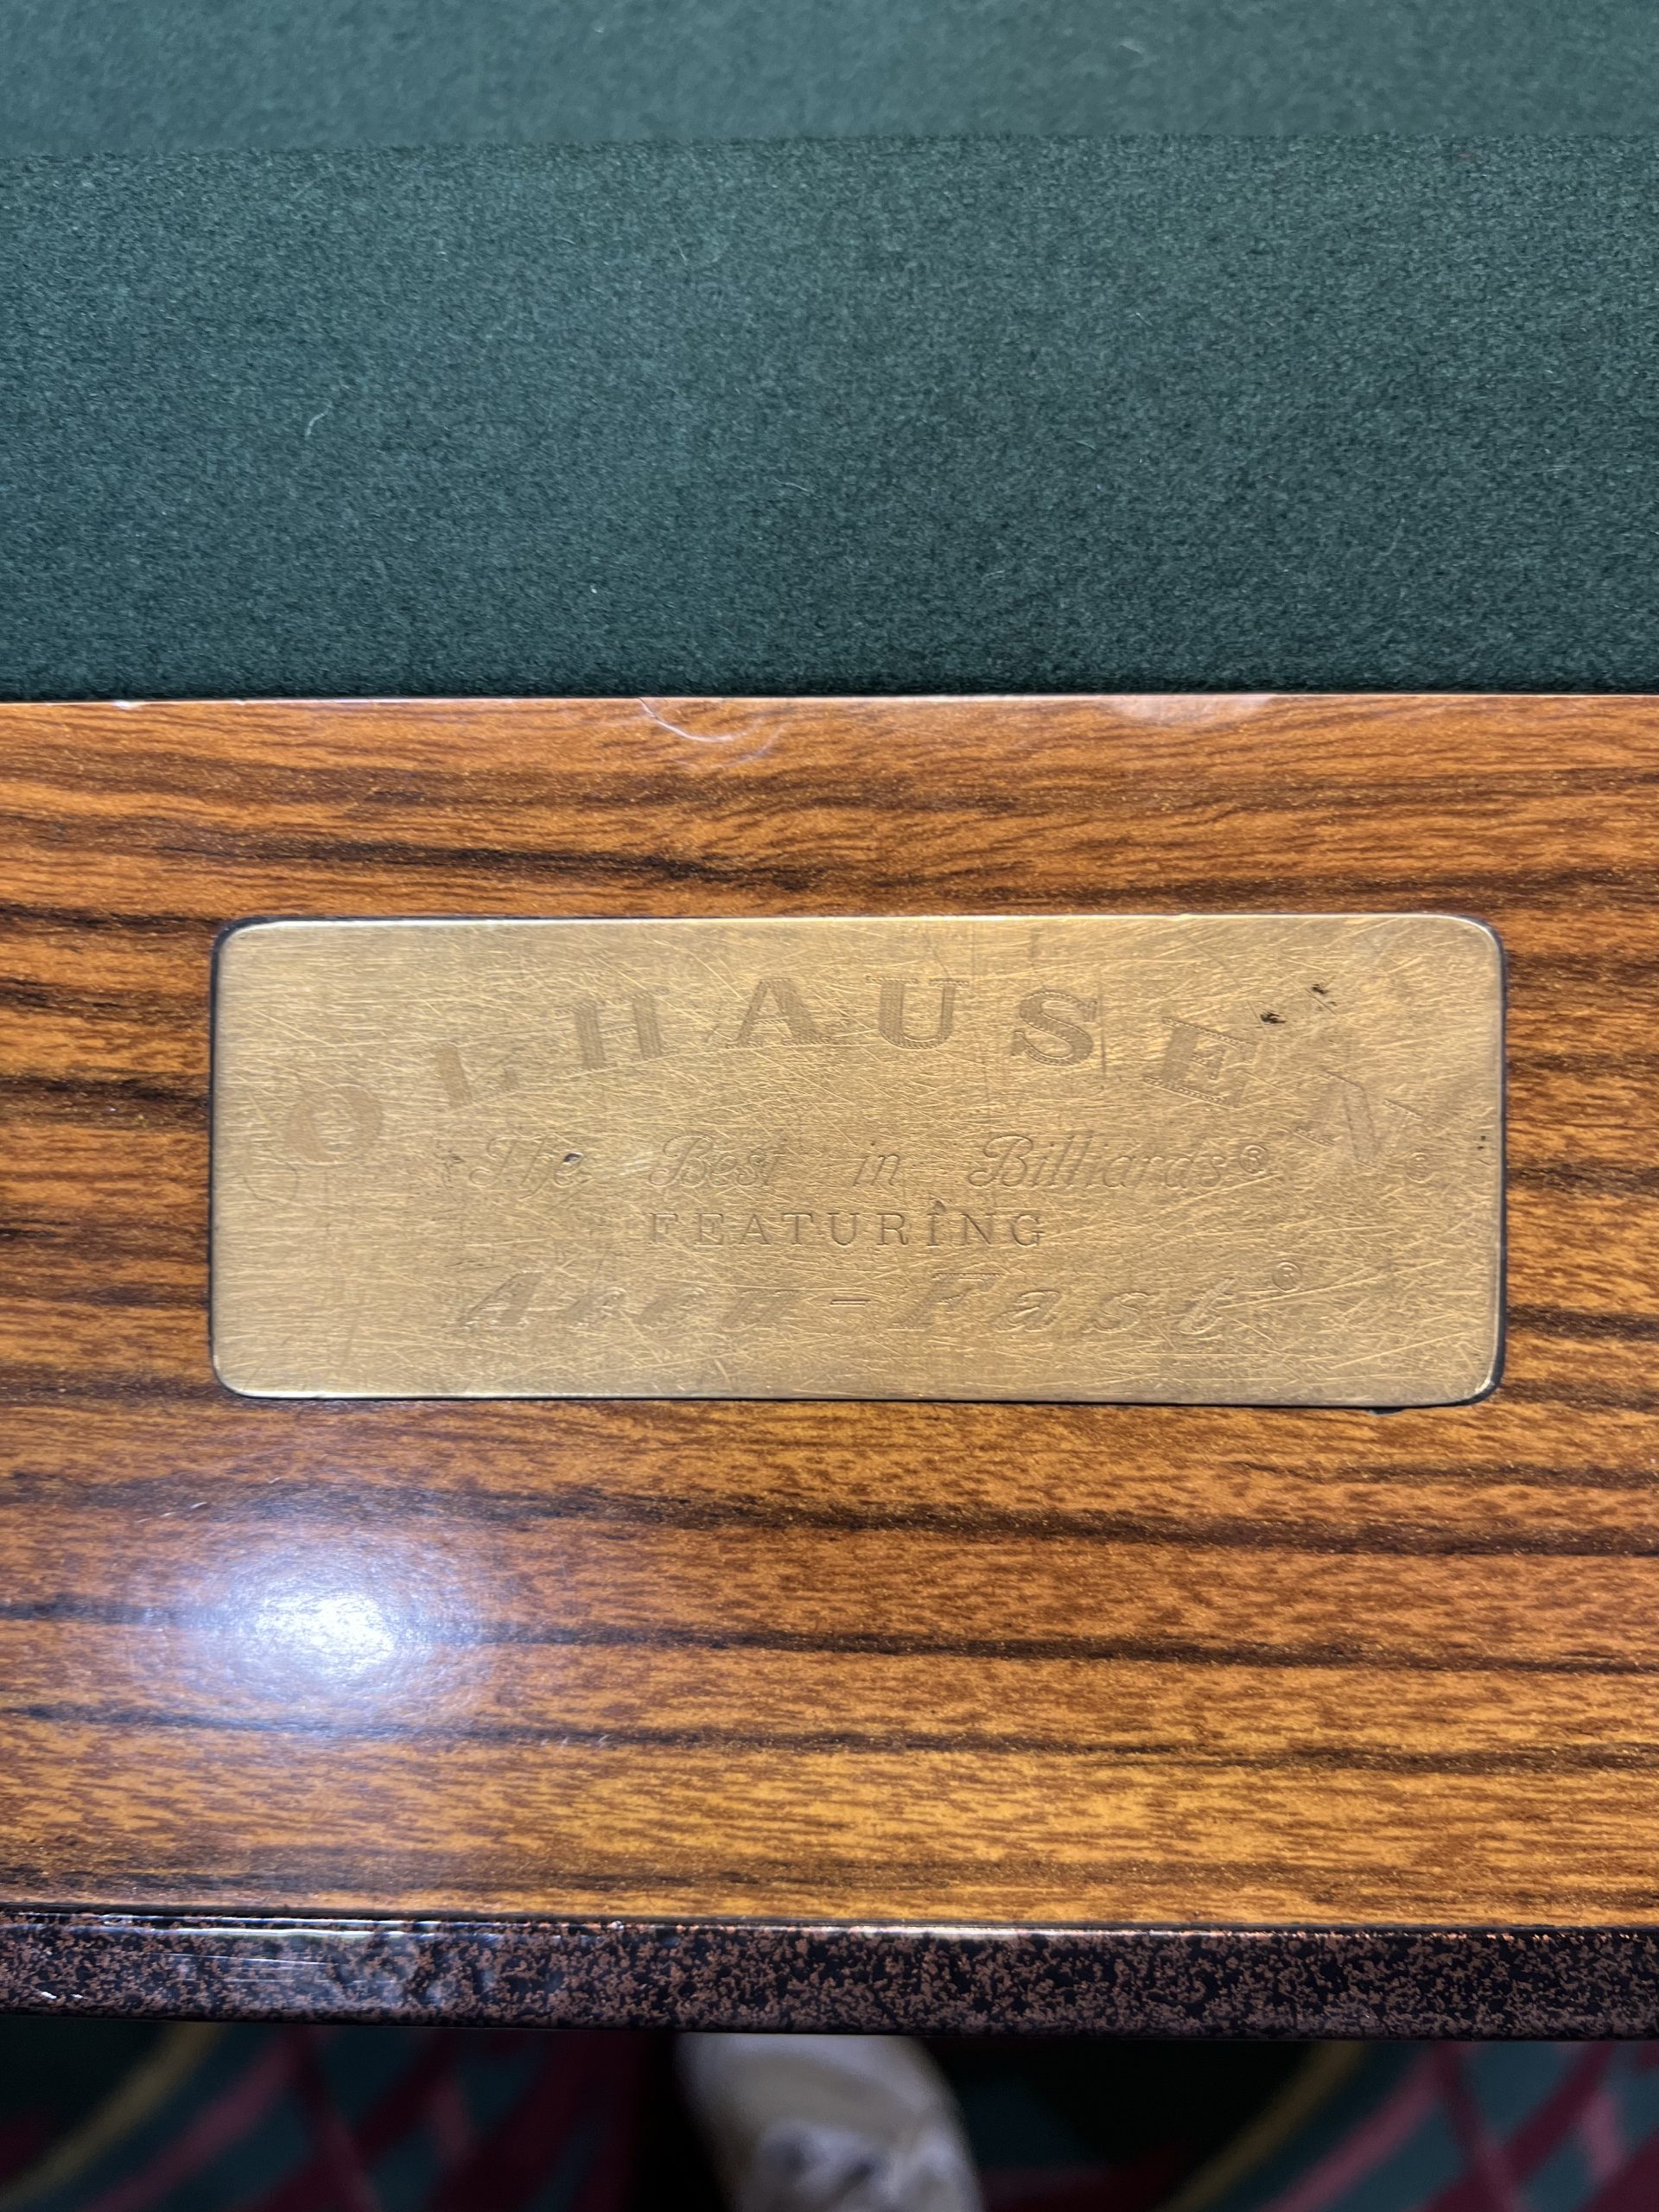 OLHAUSEN®
The Best in Billiards®
FEATURING
Accu-Fast®